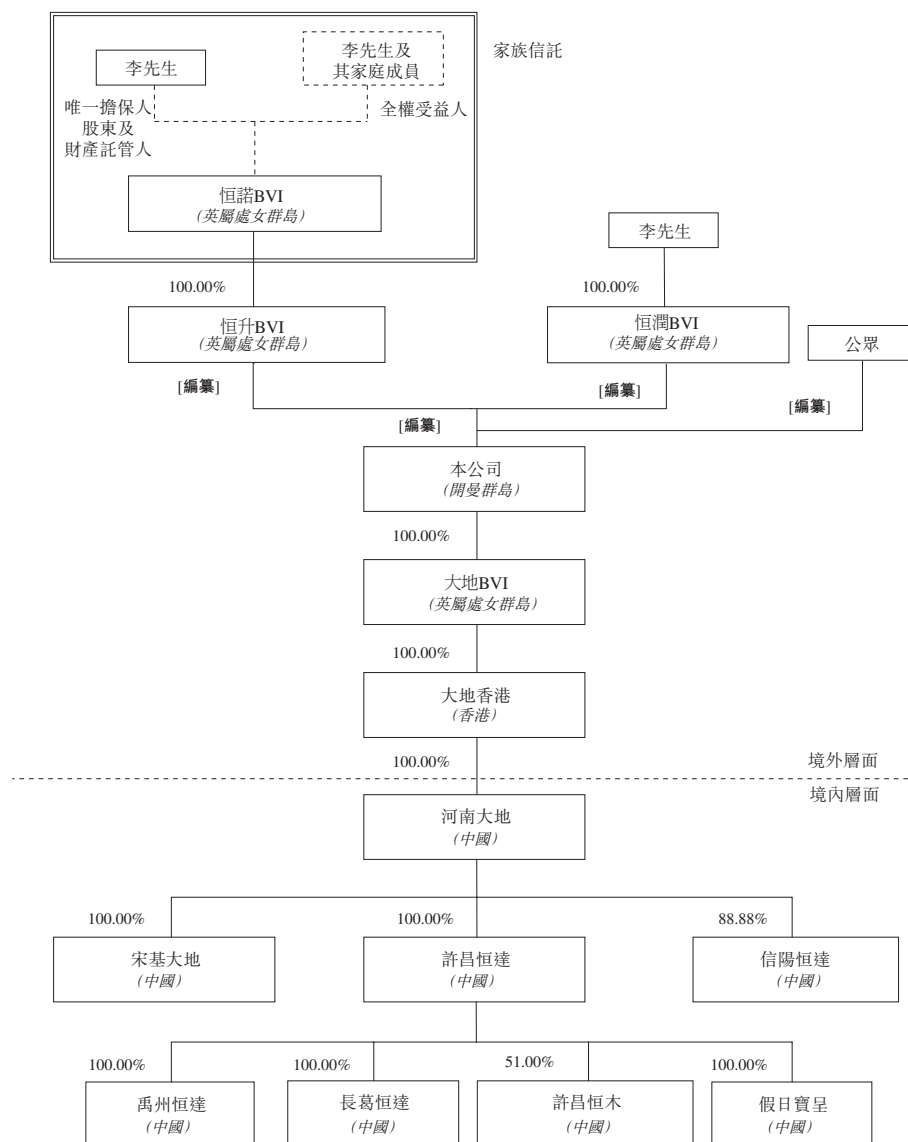 家族信託
李先生
李先生及
其家庭成員
唯一擔保人
股東及
財產託管人
全權受益人
恒諾BVI
(英屬處女群島)
李先生
100.00%
100.00%
恒升BVI
(英屬處女群島)
恒潤BVI
(英屬處女群島)
公眾
[編纂]
[編纂]
[編纂]
[編纂]
本公司
(開曼群島)
100.00%
大地BVI
(英屬處女群島)
100.00%
大地香港
(香港)
100.00%
境外層面
境內層面
河南大地
(中國)
100.00%
100.00%
88.88%
宋基大地
(中國)
許昌恒達
(中國)
信陽恒達
(中國)
100.00%
100.00%
51.00%
100.00%
禹州恒達
(中國)
長葛恒達
(中國)
許昌恒木
(中國)
假日寶呈
(中國)